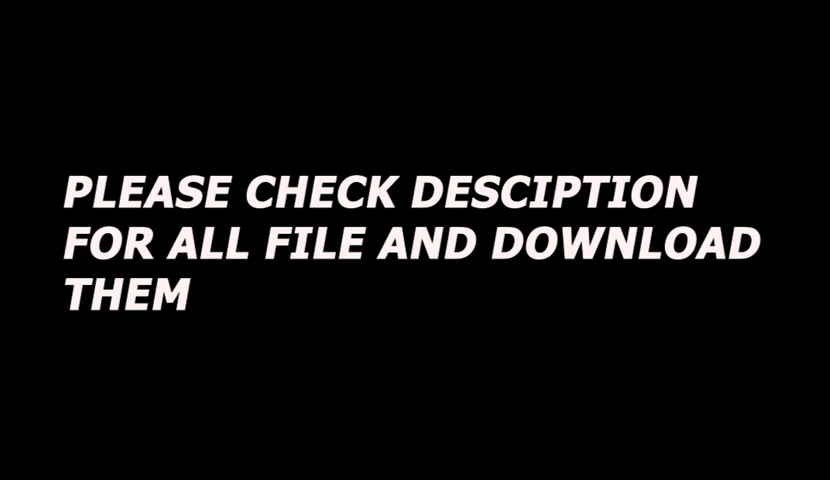 PLEASE CHECK DESCIPTION
FOR ALL FILE AND DOWNLOAD
THEM